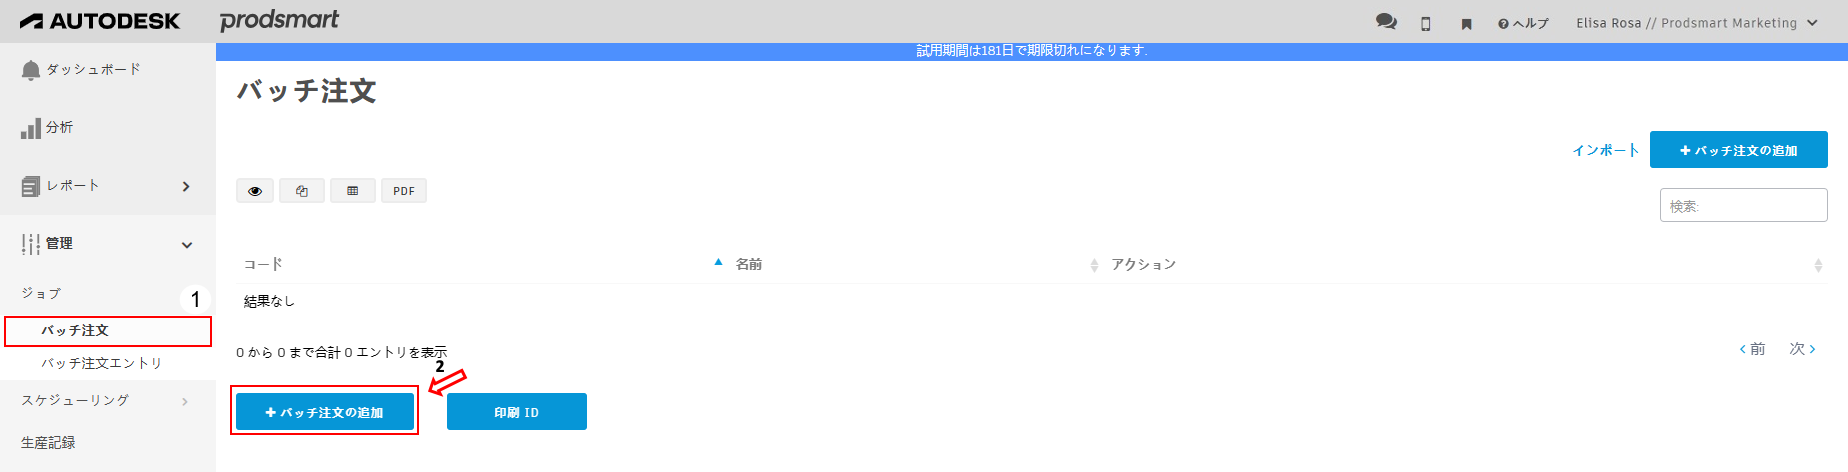 AUTODESK prodsmart
ヘルプ Elisa Rosa // Prodsmart Marketing
試用期間は181日で期限切れになります.
ダッシュボード
分析
レポート
管理
ジョブ
1
バッチ注文
バッチ注文エントリ
スケジューリング
生産記録
バッチ注文
インポート + バッチ注文の追加
PDF
検索:
コード 名前 アクション
結果なし
0 から 0 まで合計 0 エントリを表示
前 次
2
+ バッチ注文の追加 印刷 ID